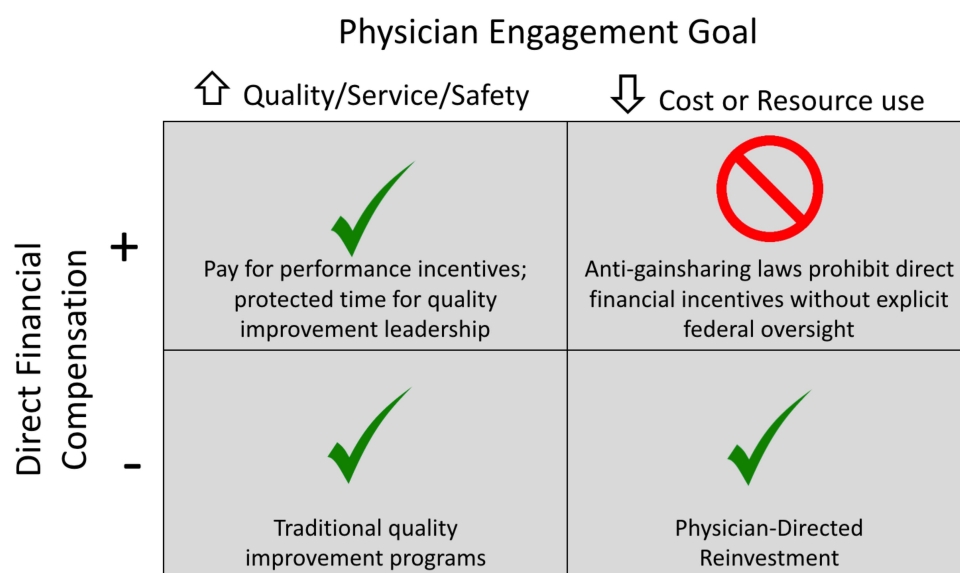 Physician Engagement Goal
Quality/Service/Safety
Cost or Resource use
Direct Financial
Compensation
+
Pay for performance incentives;
protected time for quality
improvement leadership
Anti-gainsharing laws prohibit direct
financial incentives without explicit
federal oversight
-
Traditional quality
improvement programs
Physician-Directed
Reinvestment